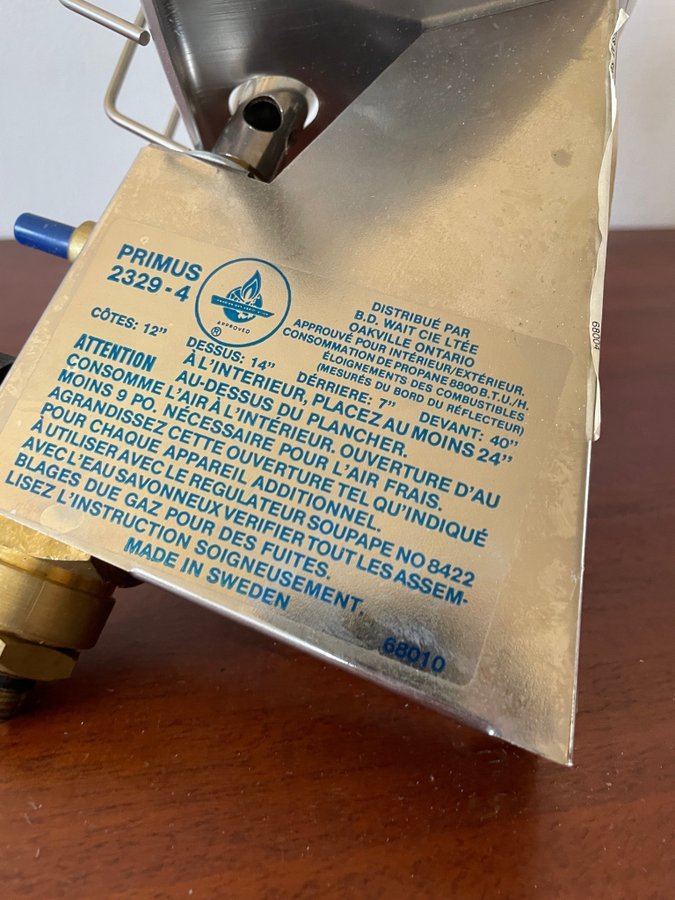 PRIMUS
2329-4
APPROVED
®
DISTRIBUÉ PAR
B.D. WAIT CIE LTÉE
OAKVILLE ONTARIO
APPROUVÉ POUR INTÉRIEUR/EXTÉRIEUR.
CONSOMMATION DE PROPANE 8800 B.T.U./H.
ÉLOIGNEMENTS DES COMBUSTIBLES
(MESURÉS DU BORD DU RÉFLECTEUR)
CÔTES: 12” DESSUS: 14” DERRIERE: 7” DEVANT: 40”
ATTENTION À L'INTERIEUR, PLACEZ AU MOINS 24”
AU-DESSUS DU PLANCHER.
CONSOMME L'AIR À L'INTÉRIEUR. OUVERTURE D'AU
MOINS 9 PO. NÉCESSAIRE POUR L'AIR FRAIS.
AGRANDISSEZ CETTE OUVERTURE TEL QU'INDIQUÉ
POUR CHAQUE APPAREIL ADDITIONNEL.
À UTILISER AVEC LE REGULATEUR SOUPAPE NO 8422
AVEC L'EAU SAVONNEUX VERIFIER TOUT LES ASSEM-
BLAGES DUE GAZ POUR DES FUITES.
LISEZ L'INSTRUCTION SOIGNEUSEMENT.
MADE IN SWEDEN
68010
68004